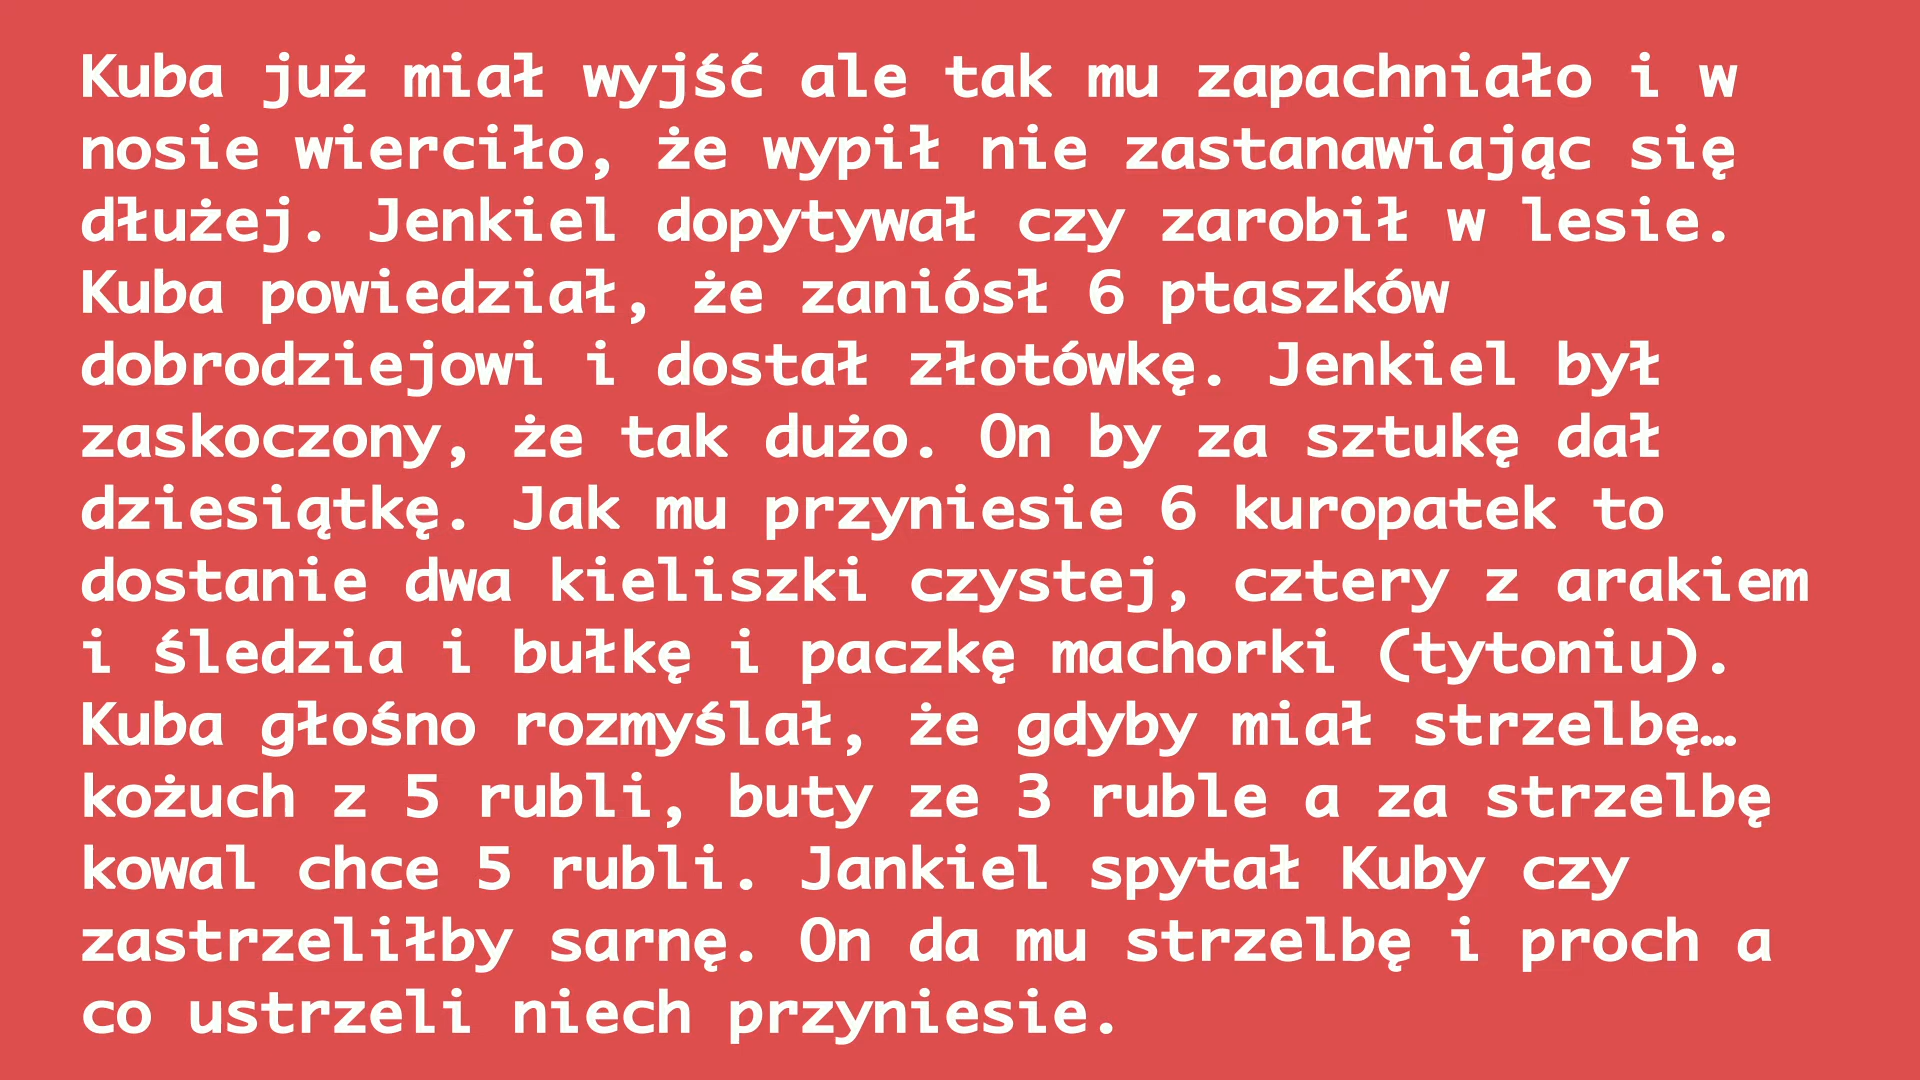 Kuba już miał wyjść ale tak mu zapachniało i w
nosie wierciło, że wypił nie zastanawiając się
dłużej. Jenkiel dopytywał czy zarobił w lesie.
Kuba powiedział, że zaniósł 6 ptaszków
dobrodziejowi i dostał złotówkę. Jenkiel był
zaskoczony, że tak dużo. On by za sztukę dał
dziesiątkę. Jak mu przyniesie 6 kuropatek to
dostanie dwa kieliszki czystej, cztery z arakiem
i śledzia i bułkę i paczkę machorki (tytoniu).
Kuba głośno rozmyślał, że gdyby miał strzelbę…
kożuch z 5 rubli, buty ze 3 ruble a za strzelbę
kowal chce 5 rubli. Jankiel spytał Kuby czy
zastrzeliłby sarnę. On da mu strzelbę i proch a
co ustrzeli niech przyniesie.